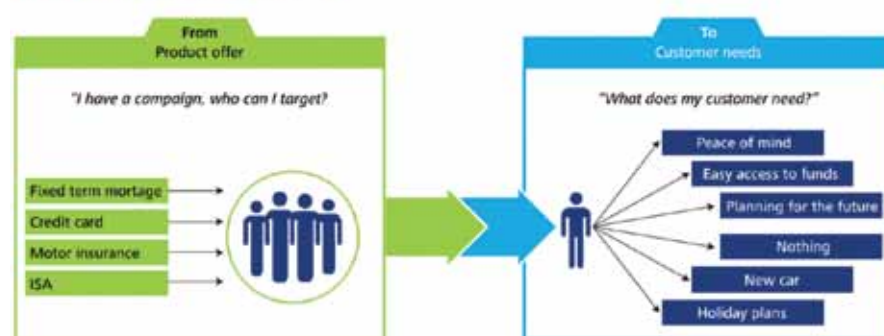 From
Product offer
"I have a campaign, who can I target?
Fixed term mortage
Credit card
Motor insurance
ISA
To
Customer needs
"What does my customer need?"
Peace of mind
Easy access to funds
Planning for the future
Nothing
New car
Holiday plans